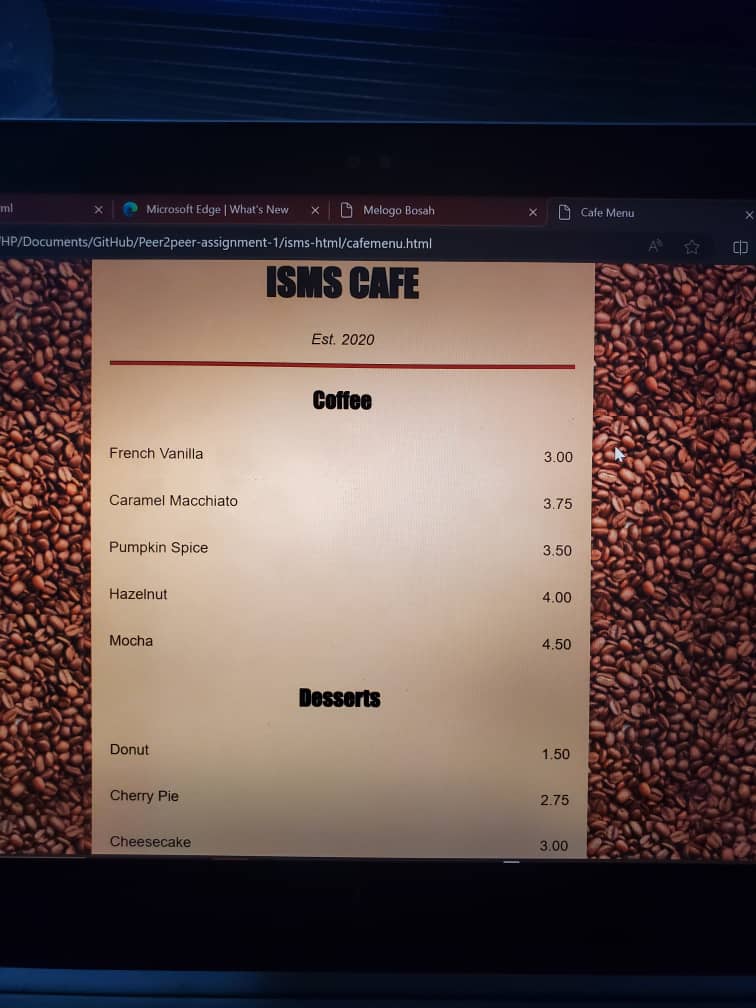 ml
Microsoft Edge | What's New
Melogo Bosah
Cafe Menu
HP/Documents/GitHub/Peer2peer-assignment-1/isms-html/cafemenu.html
ISMS CAFE
Est. 2020
Coffee
French Vanilla 3.00
Caramel Macchiato 3.75
Pumpkin Spice 3.50
Hazelnut 4.00
Mocha 4.50
Desserts
Donut 1.50
Cherry Pie 2.75
Cheesecake 3.00